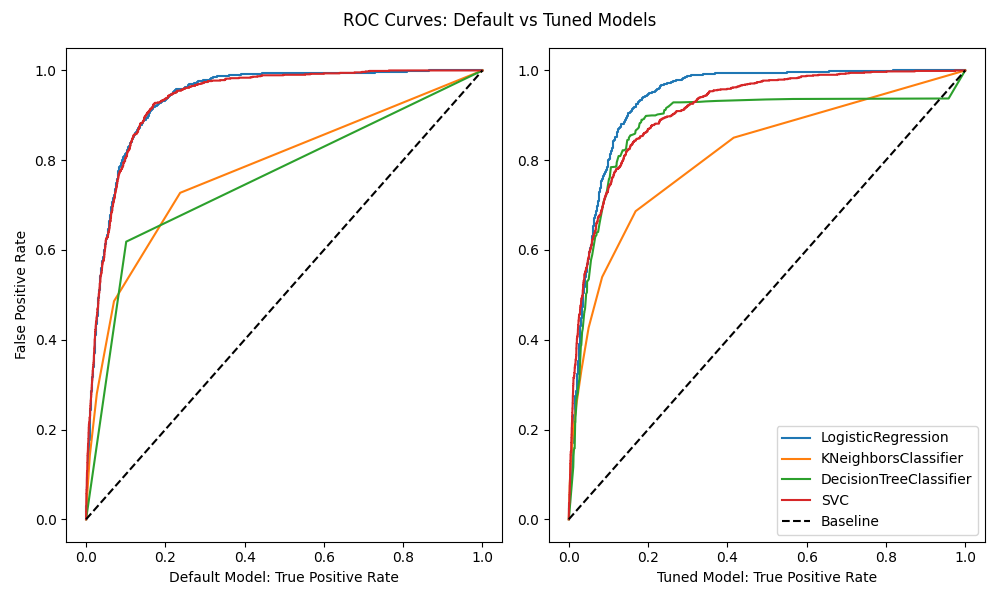 ROC Curves: Default vs Tuned Models
False Positive Rate
1.0
0.8
0.6
0.4
0.2
0.0
0.0 0.2 0.4 0.6 0.8 1.0
Default Model: True Positive Rate
1.0
0.8
0.6
0.4
0.2
0.0
LogisticRegression
KNeighborsClassifier
DecisionTreeClassifier
SVC
Baseline
0.0 0.2 0.4 0.6 0.8 1.0
Tuned Model: True Positive Rate